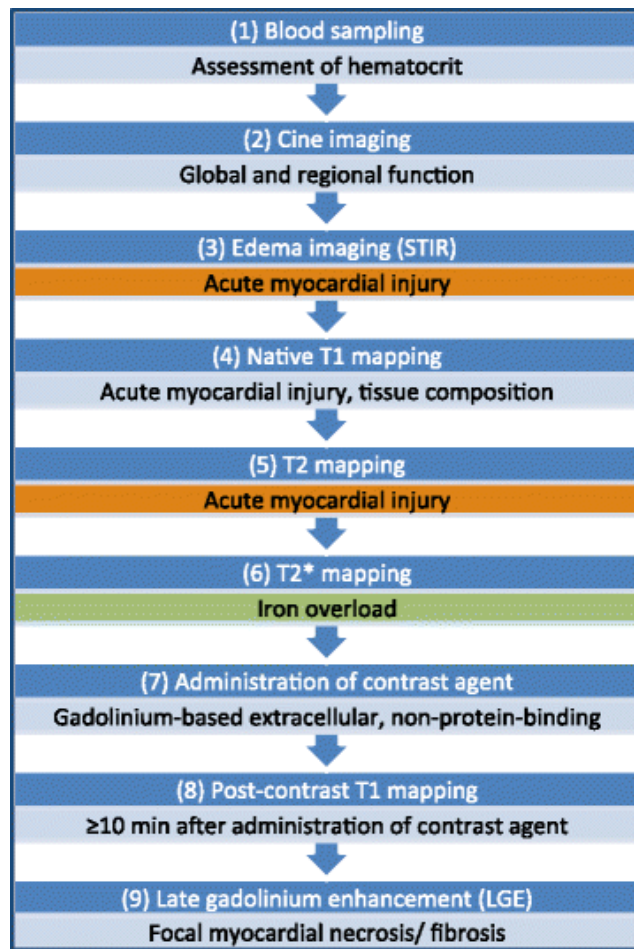 (1) Blood sampling
Assessment of hematocrit
(2) Cine imaging
Global and regional function
(3) Edema imaging (STIR)
Acute myocardial injury
(4) Native T1 mapping
Acute myocardial injury, tissue composition
(5) T2 mapping
Acute myocardial injury
(6) T2* mapping
Iron overload
(7) Administration of contrast agent
Gadolinium-based extracellular, non-protein-binding
(8) Post-contrast T1 mapping
≥10 min after administration of contrast agent
(9) Late gadolinium enhancement (LGE)
Focal myocardial necrosis/ fibrosis